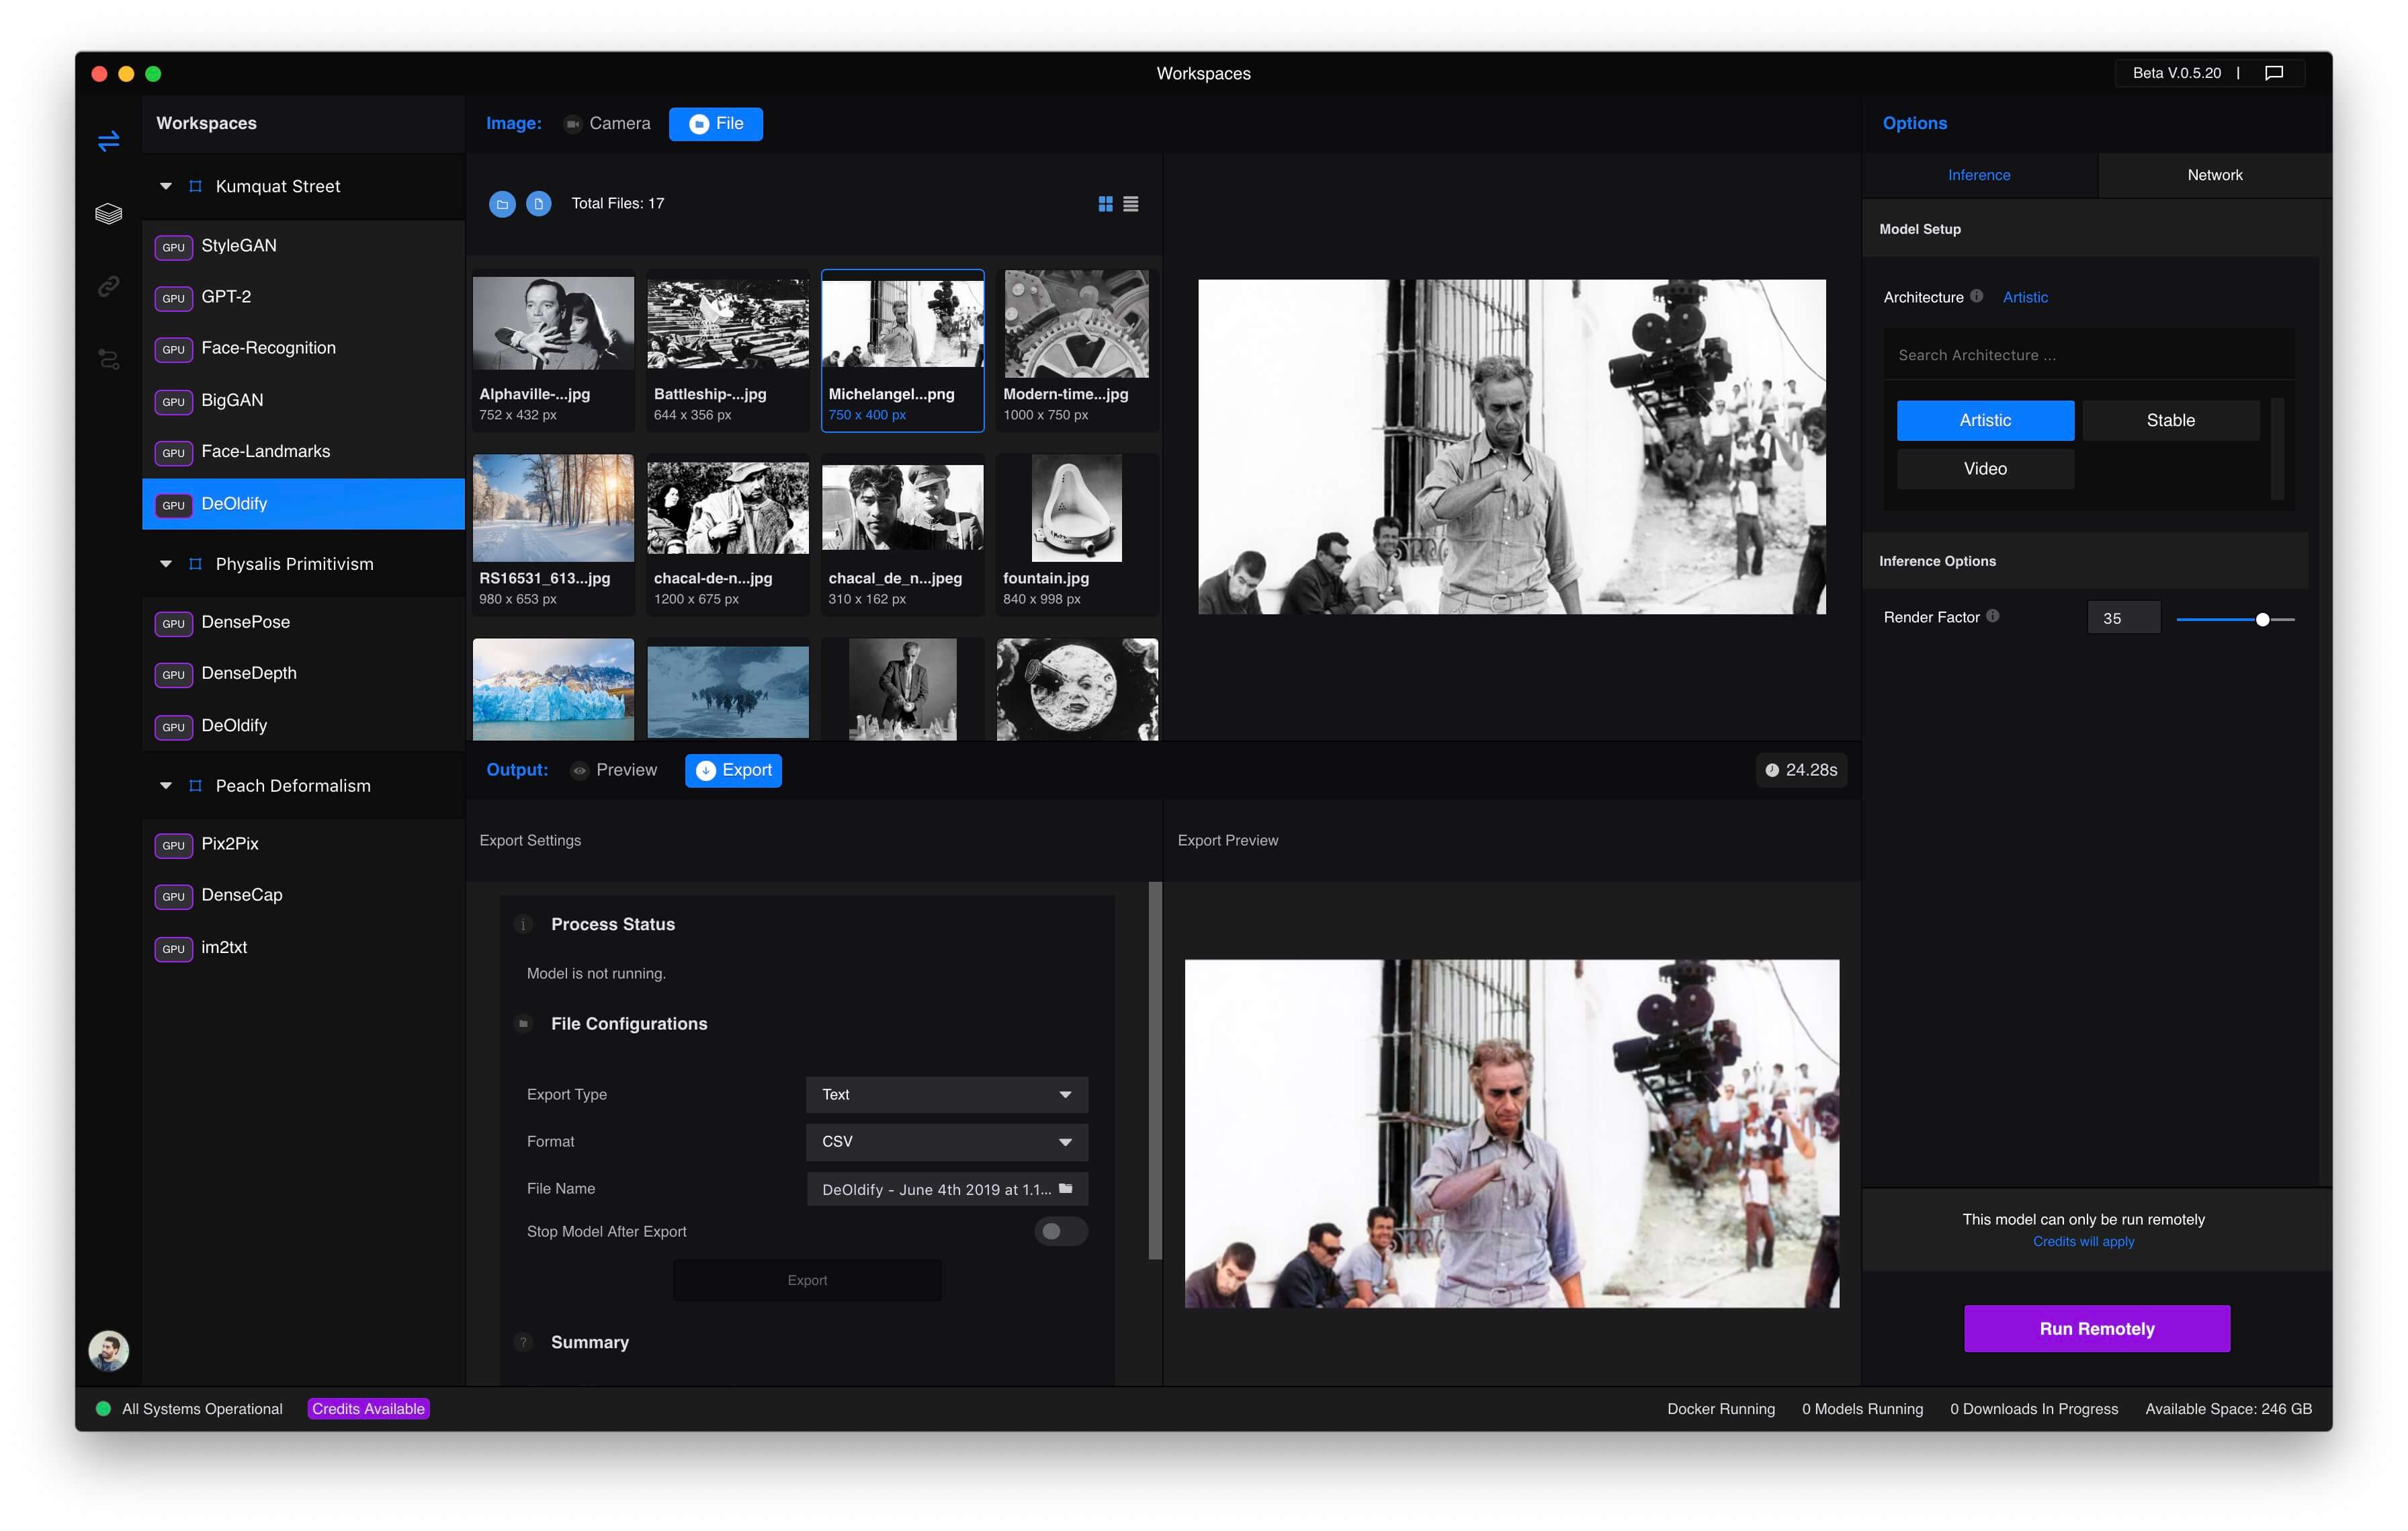 Workspaces
Beta V.0.5.20 |
Workspaces
Kumquat Street
GPU StyleGAN
GPU GPT-2
GPU Face-Recognition
GPU BigGAN
GPU Face-Landmarks
GPU DeOldify
Physalis Primitivism
GPU DensePose
GPU DenseDepth
GPU DeOldify
Peach Deformalism
GPU Pix2Pix
GPU DenseCap
GPU im2txt
Image: Camera File
Total Files: 17
Alphaville-...jpg
752 x 432 px
Battleship-...jpg
644 x 356 px
Michelangel...png
750 x 400 px
Modern-time...jpg
1000 x 750 px
RS16531_613...jpg
980 x 653 px
chacal-de-n...jpg
1200 x 675 px
chacal_de_n...jpeg
310 x 162 px
fountain.jpg
840 x 998 px
Output: Preview Export
24.28s
Export Settings
Process Status
Model is not running.
File Configurations
Export Type Text
Format CSV
File Name DeOldify - June 4th 2019 at 1.1...
Stop Model After Export
Export
Summary
Export Preview
Options
Inference Network
Model Setup
Architecture Artistic
Search Architecture ...
Artistic Stable
Video
Inference Options
Render Factor 35
This model can only be run remotely
Credits will apply
Run Remotely
All Systems Operational Credits Available
Docker Running 0 Models Running 0 Downloads In Progress Available Space: 246 GB